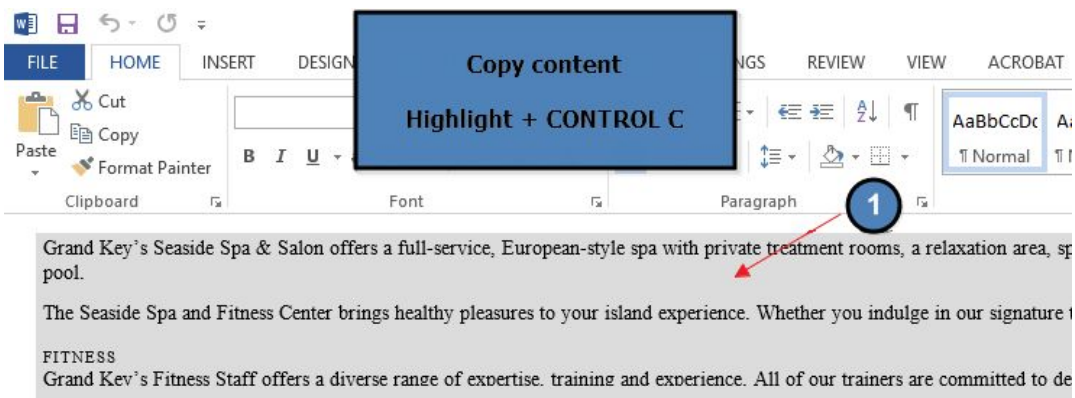 FILE HOME INSERT DESIGN NGS REVIEW VIEW ACROBAT
Copy content
Highlight + CONTROL C
Paste
Cut
Copy
Format Painter
B I U
AaBbCcDc
¶ Normal
Clipboard Font Paragraph
1
Grand Key’s Seaside Spa & Salon offers a full-service, European-style spa with private treatment rooms, a relaxation area, sp
pool.
The Seaside Spa and Fitness Center brings healthy pleasures to your island experience. Whether you indulge in our signature t
FITNESS
Grand Key’s Fitness Staff offers a diverse range of expertise, training and experience. All of our trainers are committed to de